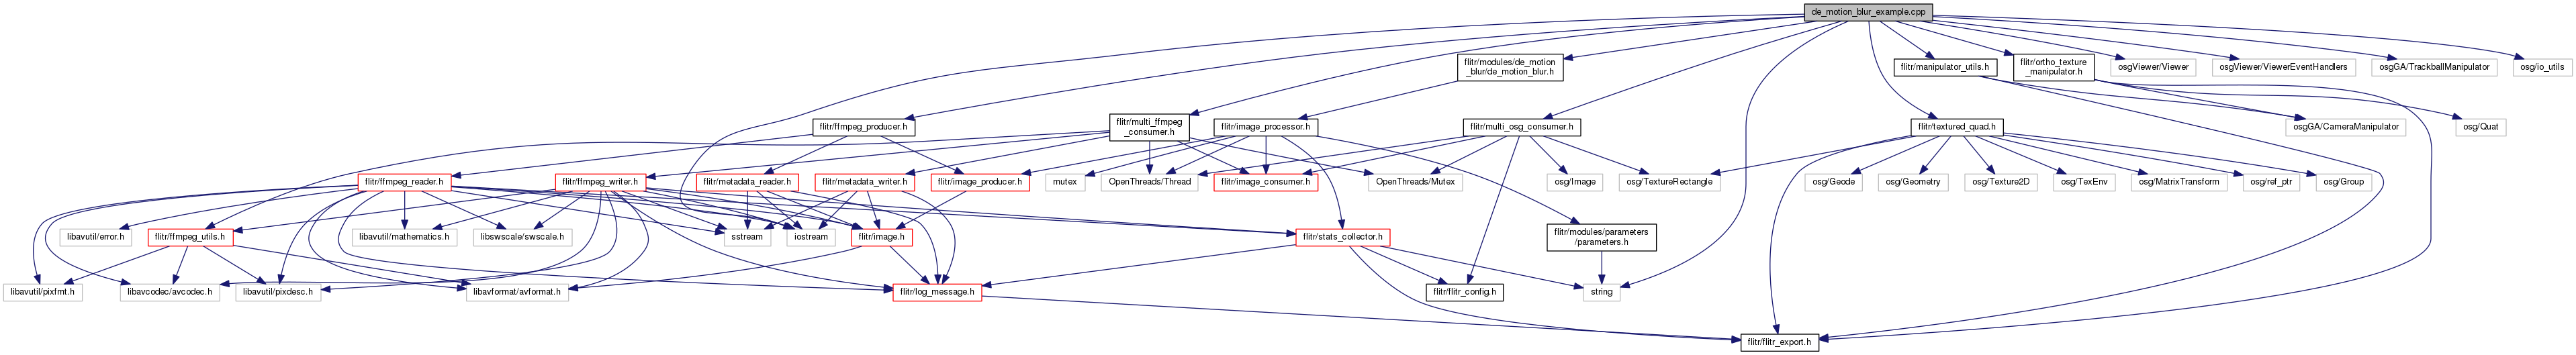 de_motion_blur_example.cpp
flitr/modules/de_motion
_blur/de_motion_blur.h
flitr/manipulator_utils.h
flitr/ortho_texture
_manipulator.h
osgViewer/Viewer
osgViewer/ViewerEventHandlers
osgGA/TrackballManipulator
osg/io_utils
flitr/ffmpeg_producer.h
flitr/multi_ffmpeg
_consumer.h
flitr/image_processor.h
flitr/multi_osg_consumer.h
flitr/textured_quad.h
osgGA/CameraManipulator
osg/Quat
flitr/ffmpeg_reader.h
flitr/ffmpeg_writer.h
flitr/metadata_reader.h
flitr/metadata_writer.h
flitr/image_producer.h
mutex
OpenThreads/Thread
flitr/image_consumer.h
OpenThreads/Mutex
osg/Image
osg/TextureRectangle
osg/Geode
osg/Geometry
osg/Texture2D
osg/TexEnv
osg/MatrixTransform
osg/ref_ptr
osg/Group
libavutil/error.h
flitr/ffmpeg_utils.h
libavutil/mathematics.h
libswscale/swscale.h
sstream
iostream
flitr/image.h
flitr/stats_collector.h
flitr/modules/parameters
/parameters.h
libavutil/pixfmt.h
libavcodec/avcodec.h
libavutil/pixdesc.h
libavformat/avformat.h
flitr/log_message.h
flitr/flitr_config.h
string
flitr/flitr_export.h